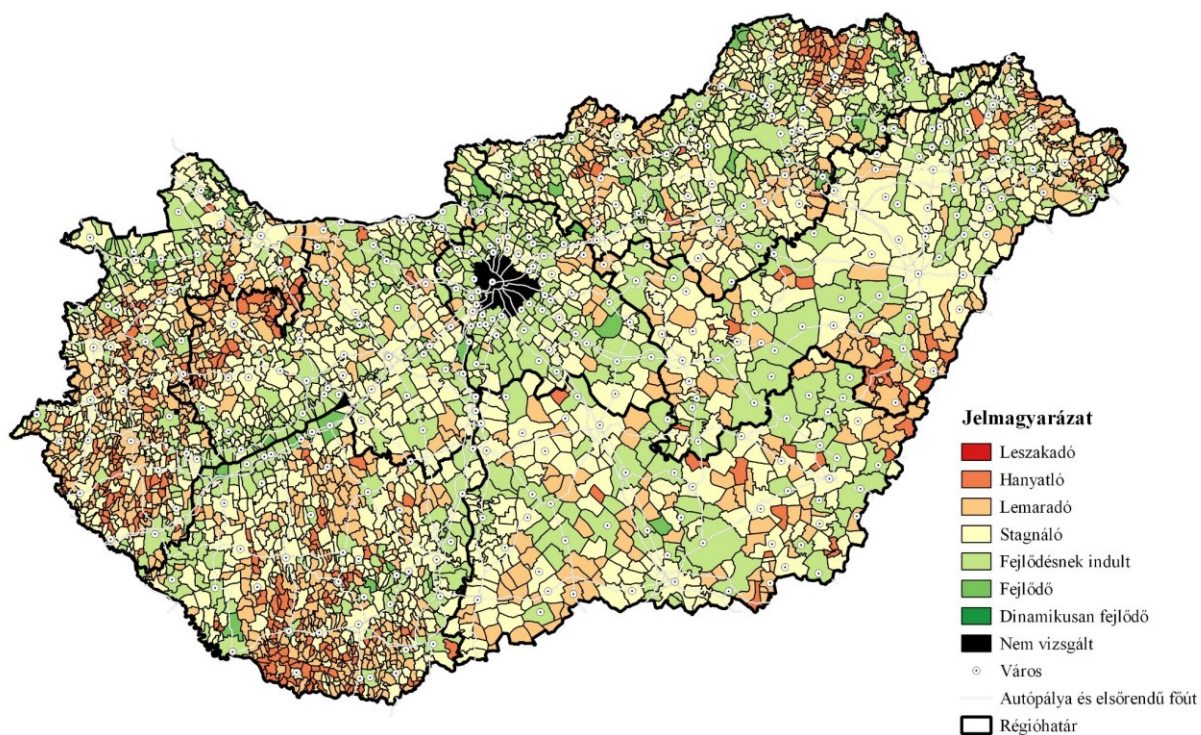 Jelmagyarázat
Leszakadó
Hanyatló
Lemaradó
Stagnáló
Fejlődésnek indult
Fejlődő
Dinamikusan fejlődő
Nem vizsgált
Város
Autópálya és elsőrendű főút
Régióhatár